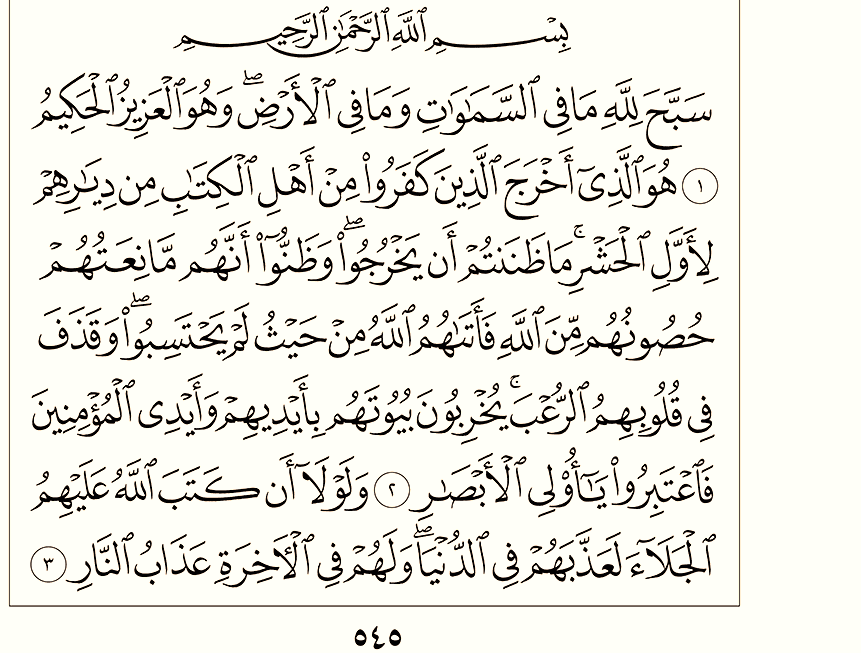 بِسْمِ ٱللَّهِ ٱلرَّحْمَٰنِ ٱلرَّحِيمِ
سَبَّحَ لِلَّهِ مَا فِي ٱلسَّمَٰوَٰتِ وَمَا فِي ٱلْأَرْضِۖ وَهُوَ ٱلْعَزِيزُ ٱلْحَكِيمُ
١ هُوَ ٱلَّذِيٓ أَخْرَجَ ٱلَّذِينَ كَفَرُوا۟ مِنْ أَهْلِ ٱلْكِتَٰبِ مِن دِيَٰرِهِمْ
لِأَوَّلِ ٱلْحَشْرِۚ مَا ظَنَنتُمْ أَن يَخْرُجُوا۟ۖ وَظَنُّوٓا۟ أَنَّهُم مَّانِعَتُهُمْ
حُصُونُهُم مِّنَ ٱللَّهِ فَأَتَىٰهُمُ ٱللَّهُ مِنْ حَيْثُ لَمْ يَحْتَسِبُوا۟ۖ وَقَذَفَ
فِي قُلُوبِهِمُ ٱلرُّعْبَۚ يُخْرِبُونَ بُيُوتَهُم بِأَيْدِيهِمْ وَأَيْدِي ٱلْمُؤْمِنِينَ
فَٱعْتَبِرُوا۟ يَٰٓأُو۟لِي ٱلْأَبْصَٰرِ ٢ وَلَوْلَآ أَن كَتَبَ ٱللَّهُ عَلَيْهِمُ
ٱلْجَلَآءَ لَعَذَّبَهُمْ فِي ٱلدُّنْيَاۖ وَلَهُمْ فِي ٱلْـَٔاخِرَةِ عَذَابُ ٱلنَّارِ ٣
٥٤٥